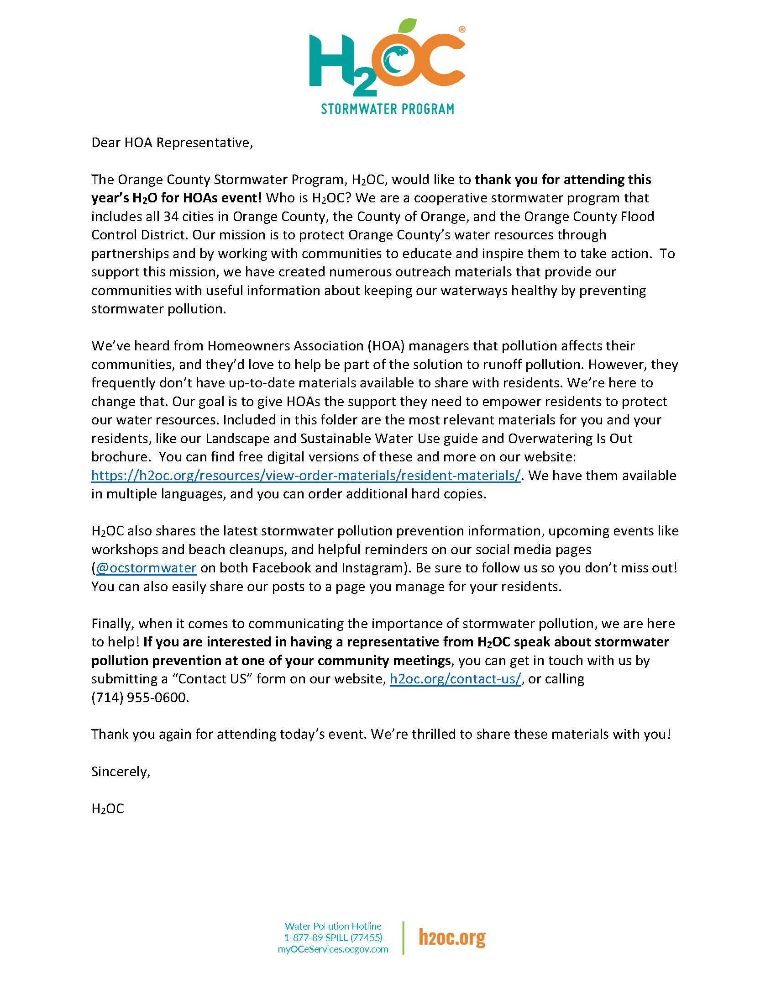 H2OC®
STORMWATER PROGRAM
Dear HOA Representative,
The Orange County Stormwater Program, H₂OC, would like to thank you for attending this
year’s H₂O for HOAs event! Who is H₂OC? We are a cooperative stormwater program that
includes all 34 cities in Orange County, the County of Orange, and the Orange County Flood
Control District. Our mission is to protect Orange County’s water resources through
partnerships and by working with communities to educate and inspire them to take action.  To
support this mission, we have created numerous outreach materials that provide our
communities with useful information about keeping our waterways healthy by preventing
stormwater pollution.
We’ve heard from Homeowners Association (HOA) managers that pollution affects their
communities, and they’d love to help be part of the solution to runoff pollution. However, they
frequently don’t have up-to-date materials available to share with residents. We’re here to
change that. Our goal is to give HOAs the support they need to empower residents to protect
our water resources. Included in this folder are the most relevant materials for you and your
residents, like our Landscape and Sustainable Water Use guide and Overwatering Is Out
brochure.  You can find free digital versions of these and more on our website:
https://h2oc.org/resources/view-order-materials/resident-materials/. We have them available
in multiple languages, and you can order additional hard copies.
H₂OC also shares the latest stormwater pollution prevention information, upcoming events like
workshops and beach cleanups, and helpful reminders on our social media pages
(@ocstormwater on both Facebook and Instagram). Be sure to follow us so you don’t miss out!
You can also easily share our posts to a page you manage for your residents.
Finally, when it comes to communicating the importance of stormwater pollution, we are here
to help! If you are interested in having a representative from H₂OC speak about stormwater
pollution prevention at one of your community meetings, you can get in touch with us by
submitting a “Contact US” form on our website, h2oc.org/contact-us/, or calling
(714) 955-0600.
Thank you again for attending today’s event. We’re thrilled to share these materials with you!
Sincerely,
H₂OC
Water Pollution Hotline
1-877-89 SPILL (77455)
myOCeServices.ocgov.com
h2oc.org